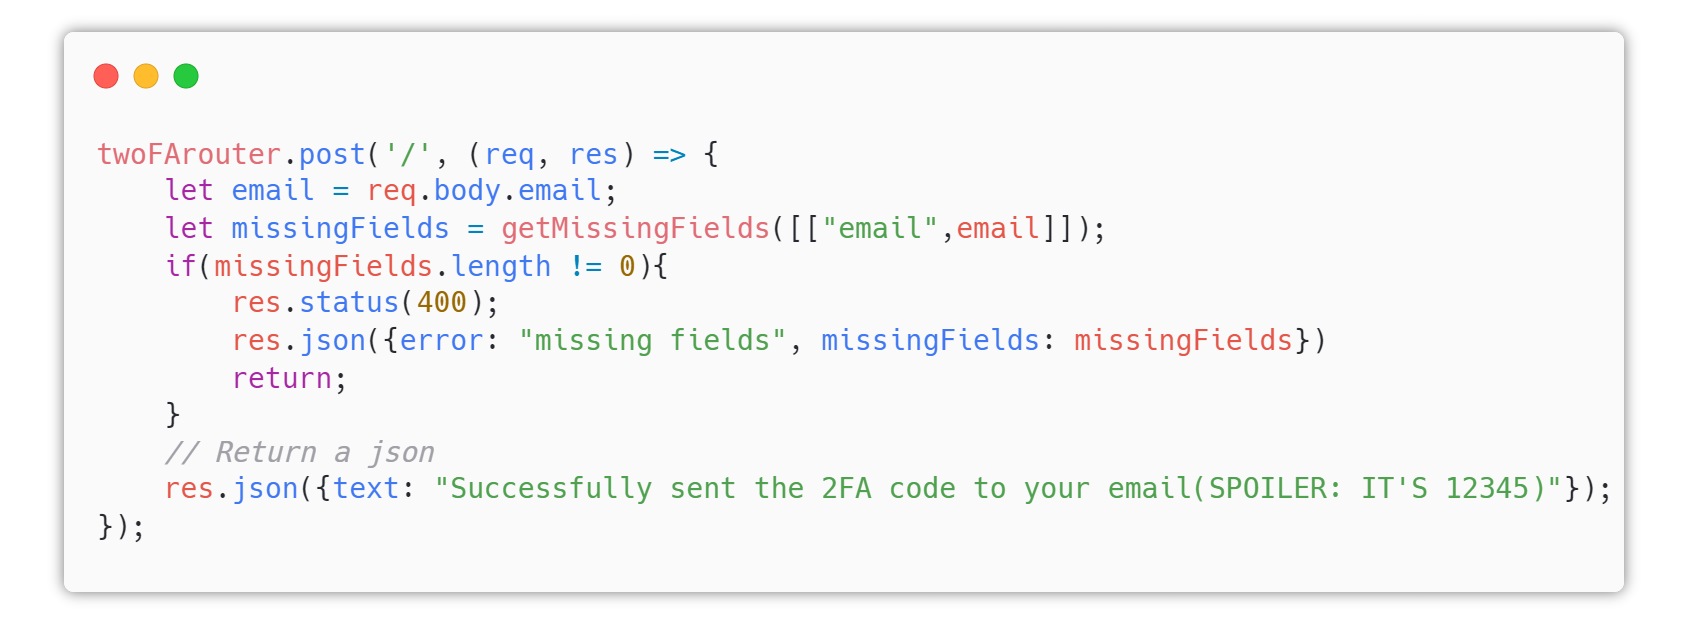 twoFArouter.post('/', (req, res) => {
    let email = req.body.email;
    let missingFields = getMissingFields([["email",email]]);
    if(missingFields.length != 0){
        res.status(400);
        res.json({error: "missing fields", missingFields: missingFields})
        return;
    }
    // Return a json
    res.json({text: "Successfully sent the 2FA code to your email(SPOILER: IT'S 12345)"});
});